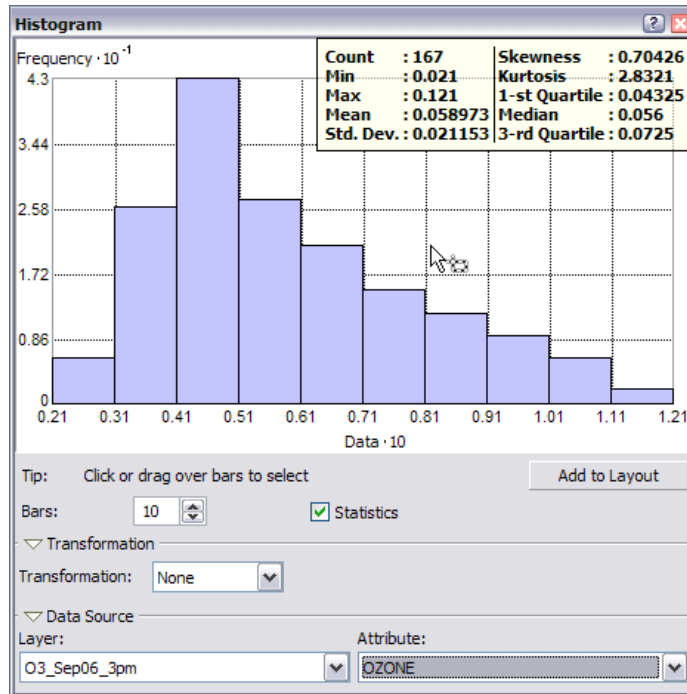 Histogram
Frequency · 10 -1
Count : 167 Skewness : 0.70426
Min : 0.021 Kurtosis : 2.8321
Max : 0.121 1-st Quartile : 0.04325
Mean : 0.058973 Median : 0.056
Std. Dev. : 0.021153 3-rd Quartile : 0.0725
4.3
3.44
2.58
1.72
0.86
0
0.21 0.31 0.41 0.51 0.61 0.71 0.81 0.91 1.01 1.11 1.21
Data · 10
Tip: Click or drag over bars to select Add to Layout
Bars: 10 Statistics
Transformation
Transformation: None
Data Source
Layer: Attribute:
O3_Sep06_3pm OZONE